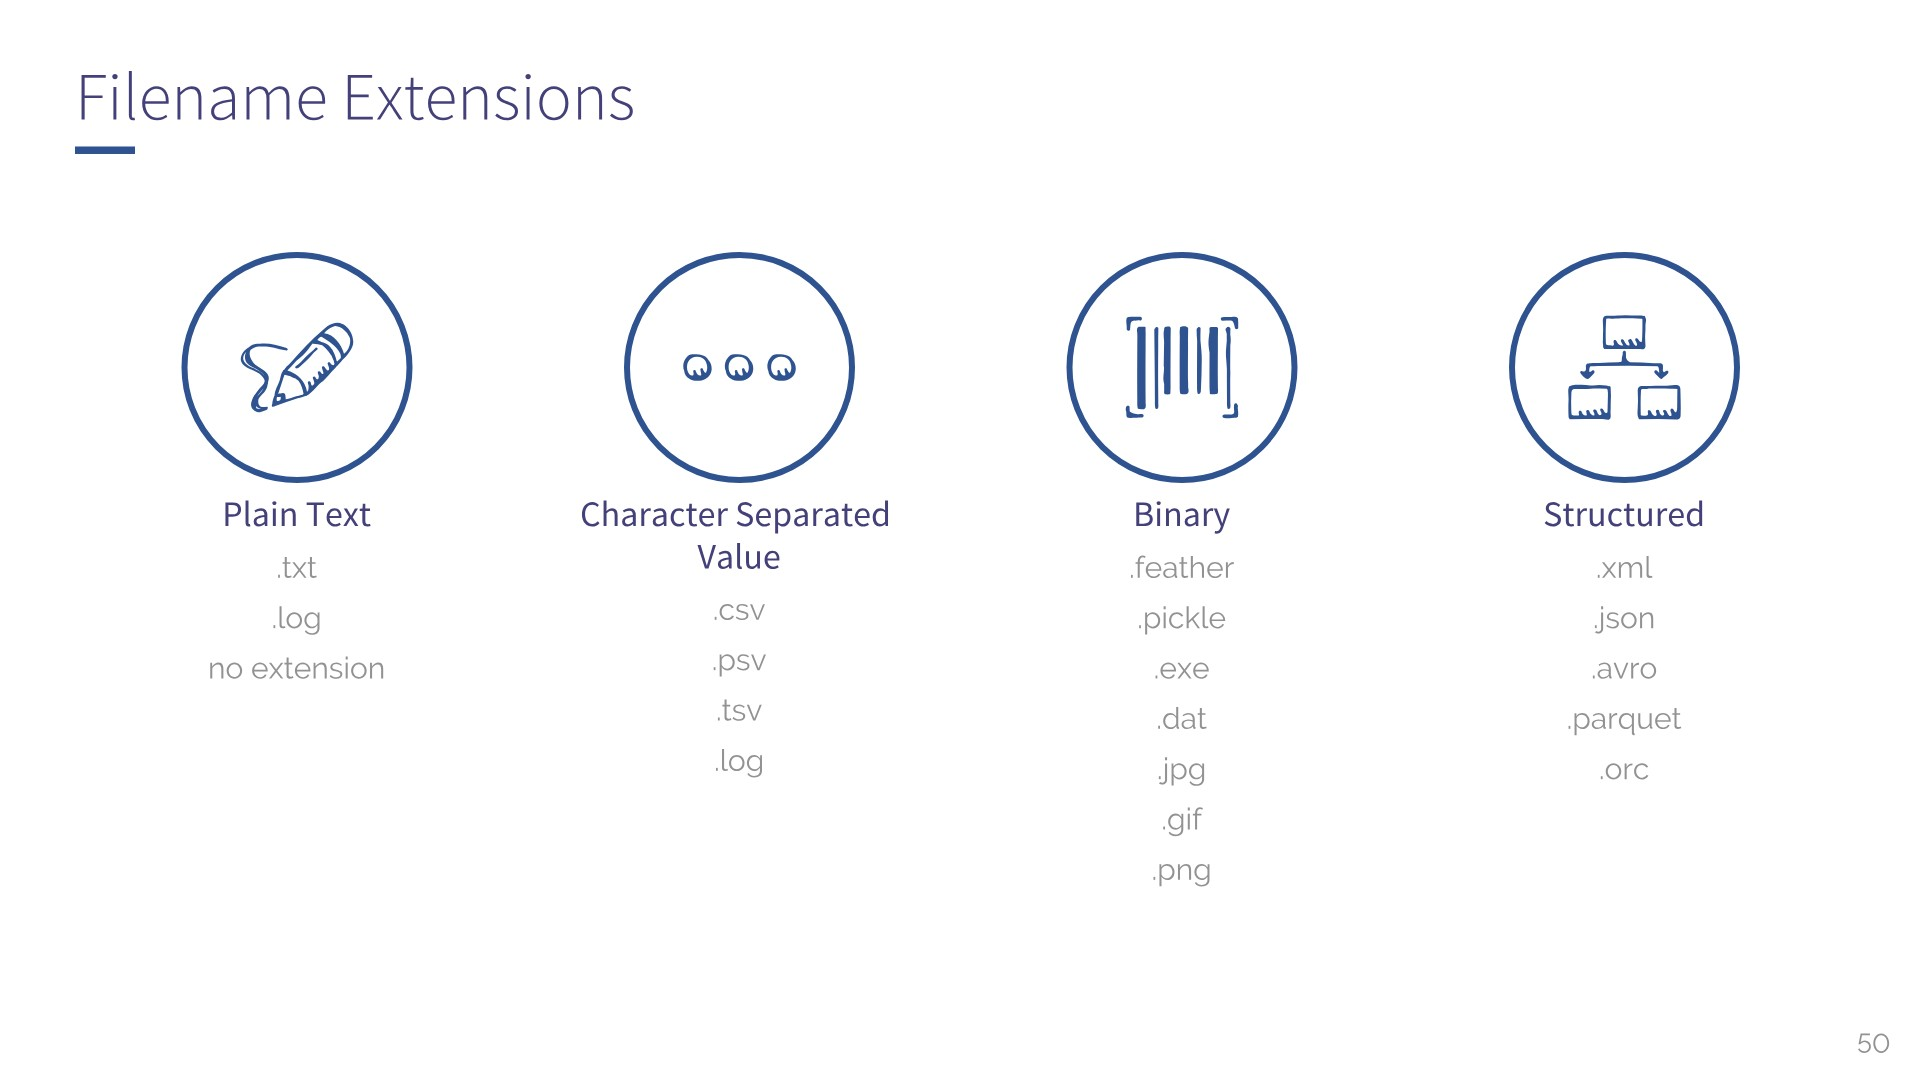 Filename Extensions
Plain Text
.txt
.log
no extension
Character Separated
Value
.csv
.psv
.tsv
.log
Binary
.feather
.pickle
.exe
.dat
.jpg
.gif
.png
Structured
.xml
.json
.avro
.parquet
.orc
50